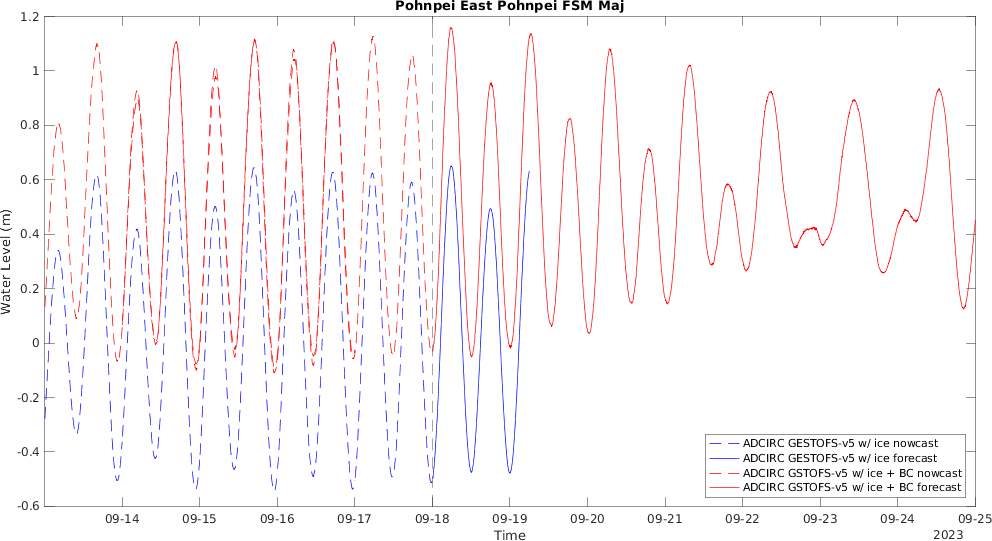 Pohnpei East Pohnpei FSM Maj
1.2
1
0.8
0.6
0.4
0.2
0
-0.2
-0.4
-0.6
Water Level (m)
ADCIRC GESTOFS-v5 w/ ice nowcast
ADCIRC GESTOFS-v5 w/ ice forecast
ADCIRC GSTOFS-v5 w/ ice + BC nowcast
ADCIRC GSTOFS-v5 w/ ice + BC forecast
09-14 09-15 09-16 09-17 09-18 09-19 09-20 09-21 09-22 09-23 09-24 09-25
Time
2023